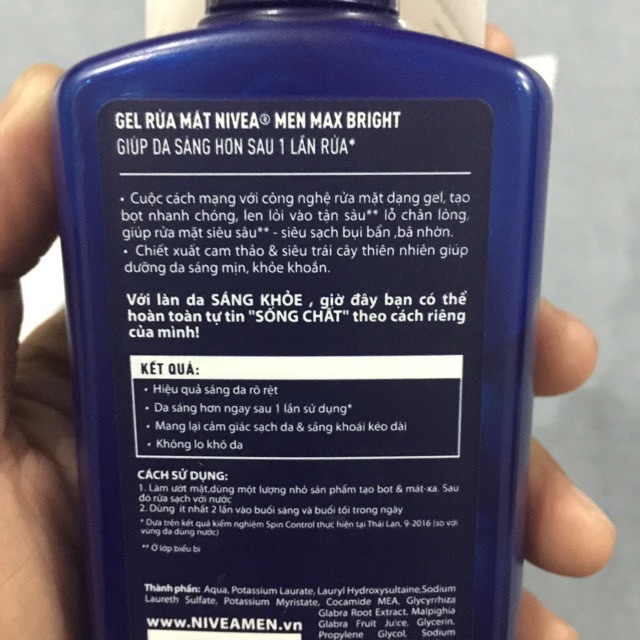 GEL RỬA MẶT NIVEA® MEN MAX BRIGHT
GIÚP DA SÁNG HƠN SAU 1 LẦN RỬA*
• Cuộc cách mạng với công nghệ rửa mặt dạng gel, tạo
bọt nhanh chóng, len lỏi vào tận sâu** lỗ chân lông,
giúp rửa mặt siêu sâu** - siêu sạch bụi bẩn ,bã nhờn.
• Chiết xuất cam thảo & siêu trái cây thiên nhiên giúp
dưỡng da sáng mịn, khỏe khoắn.
Với làn da SÁNG KHỎE , giờ đây bạn có thể
hoàn toàn tự tin "SỐNG CHẤT" theo cách riêng
của mình!
KẾT QUẢ:
• Hiệu quả sáng da rõ rệt
• Da sáng hơn ngay sau 1 lần sử dụng*
• Mang lại cảm giác sạch da & sảng khoái kéo dài
• Không lo khô da
CÁCH SỬ DỤNG:
1. Làm ướt mặt,dùng một lượng nhỏ sản phẩm tạo bọt & mát-xa. Sau
đó rửa sạch với nước
2. Dùng ít nhất 2 lần vào buổi sáng và buổi tối trong ngày
* Dựa trên kết quả kiểm nghiệm Spin Control thực hiện tại Thái Lan, 9-2016 (so với
vùng da dùng nước)
** Ở lớp biểu bì
Thành phần: Aqua, Potassium Laurate, Lauryl Hydroxysultaine,Sodium
Laureth Sulfate, Potassium Myristate, Cocamide MEA, Glycyrrhiza
Glabra Root Extract, Malpighia
WWW.NIVEAMEN.vn Glabra Fruit Juice, Glycerin,
Propylene Glycol, Sodium